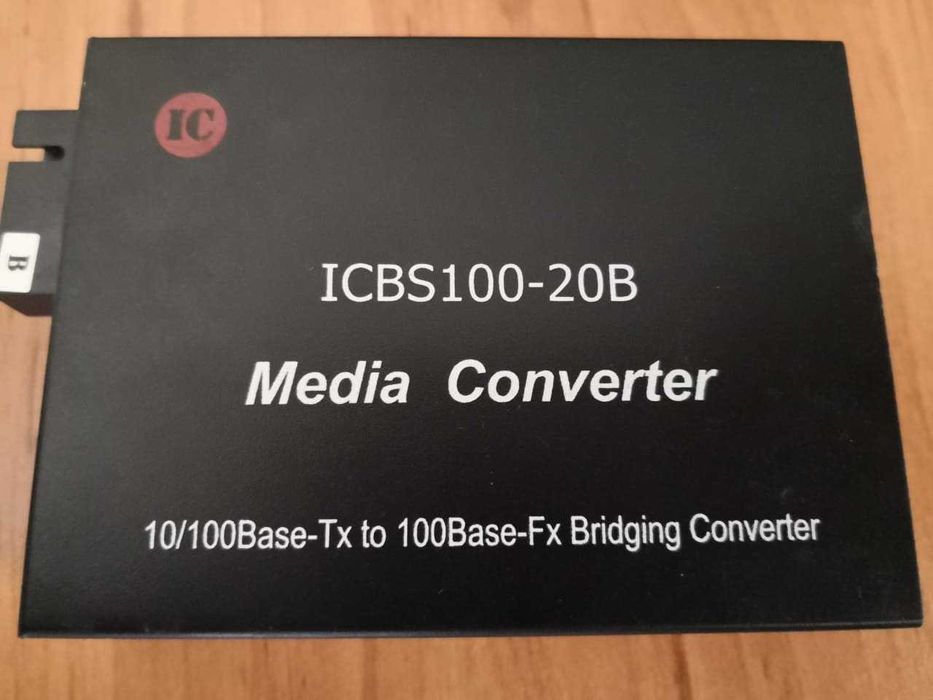 IC
B
ICBS100-20B
Media Converter
10/100Base-Tx to 100Base-Fx Bridging Converter